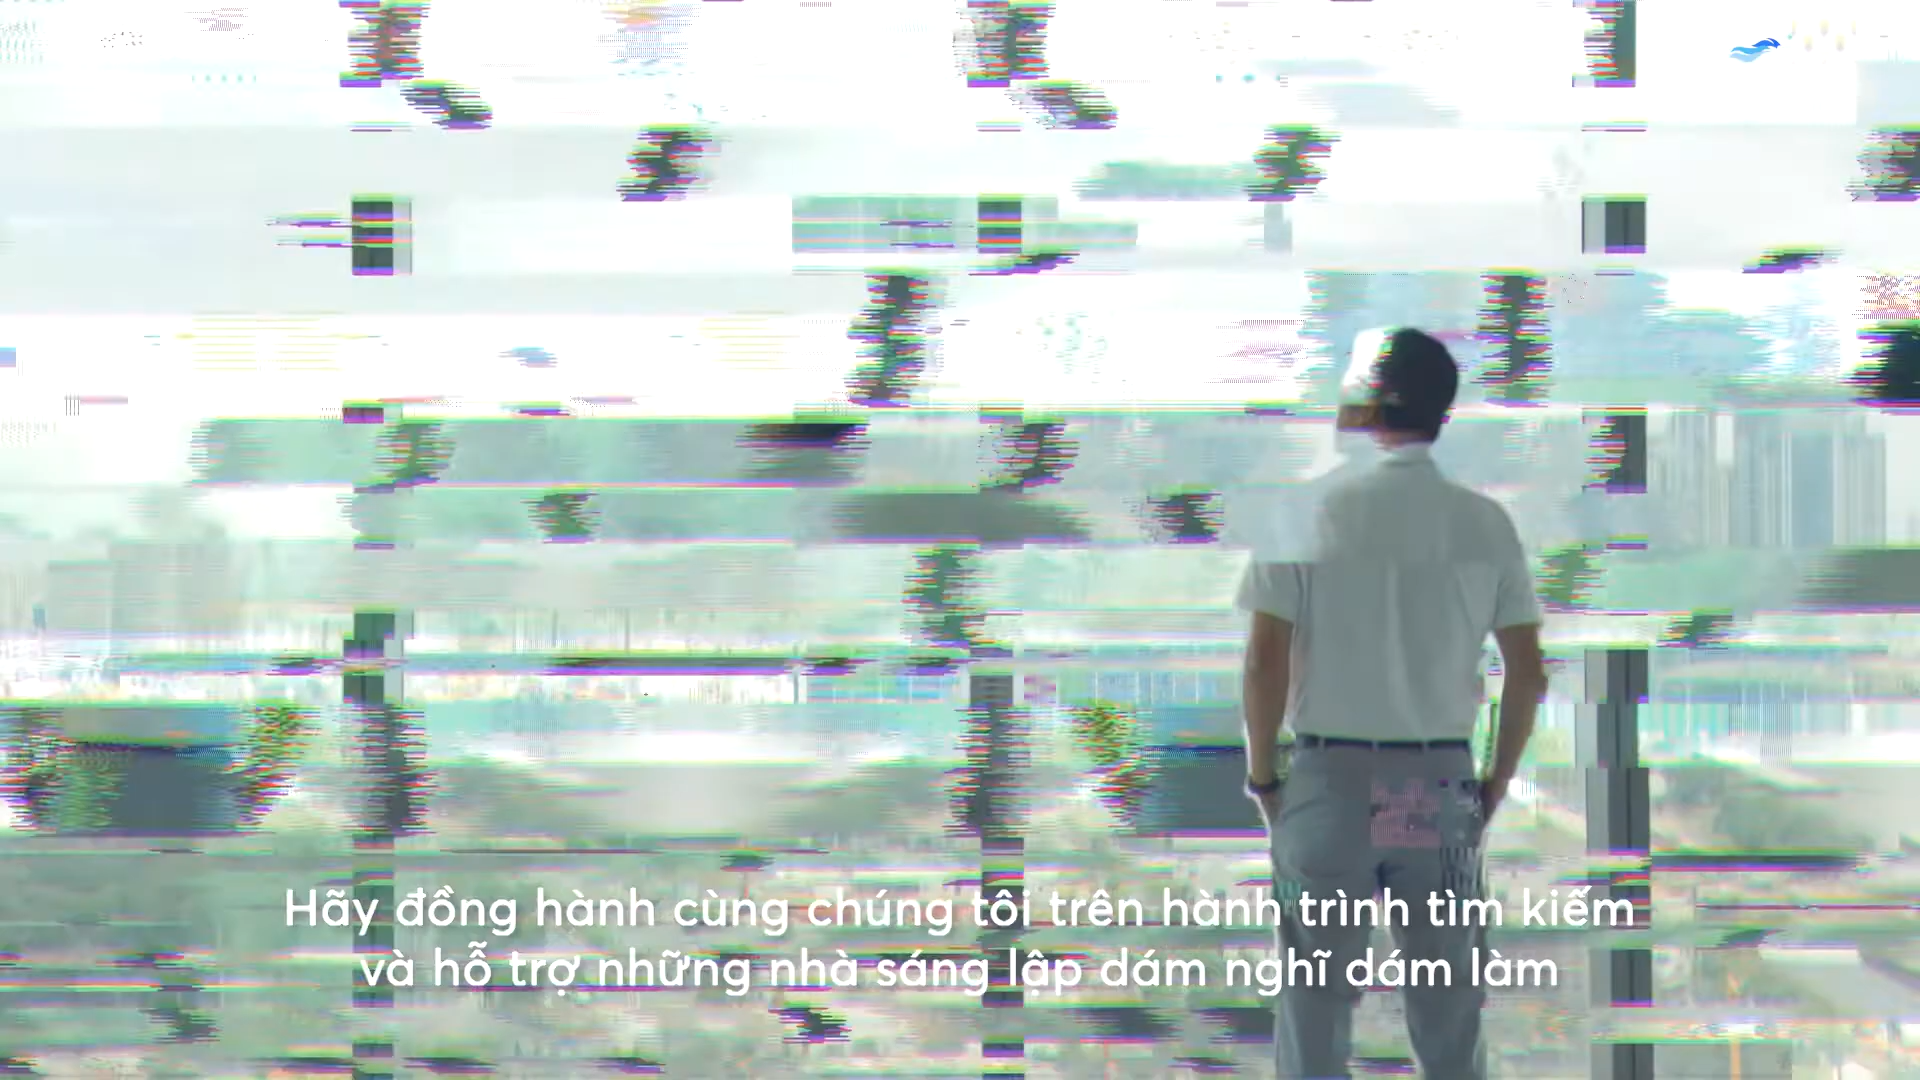 Hãy đồng hành cùng chúng tôi trên hành trình tìm kiếm
và hỗ trợ những nhà sáng lập dám nghĩ dám làm